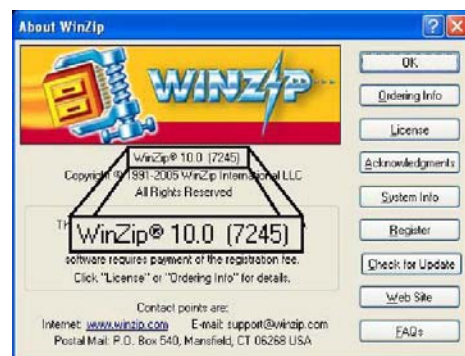 About WinZip
WINZIP®
WinZip® 10.0 (7245)
Copyright © 1991-2005 WinZip International LLC
All Rights Reserved
WinZip® 10.0 (7245)
software requires payment of the registration fee.
Click "License" or "Ordering Info" for details.
Contact points are:
Internet: www.winzip.com E-mail: support@winzip.com
Postal Mail: P.O. Box 540, Mansfield, CT 06268 USA
OK
Ordering Info
License
Acknowledgments
System Info
Register
Check for Update
Web Site
FAQs